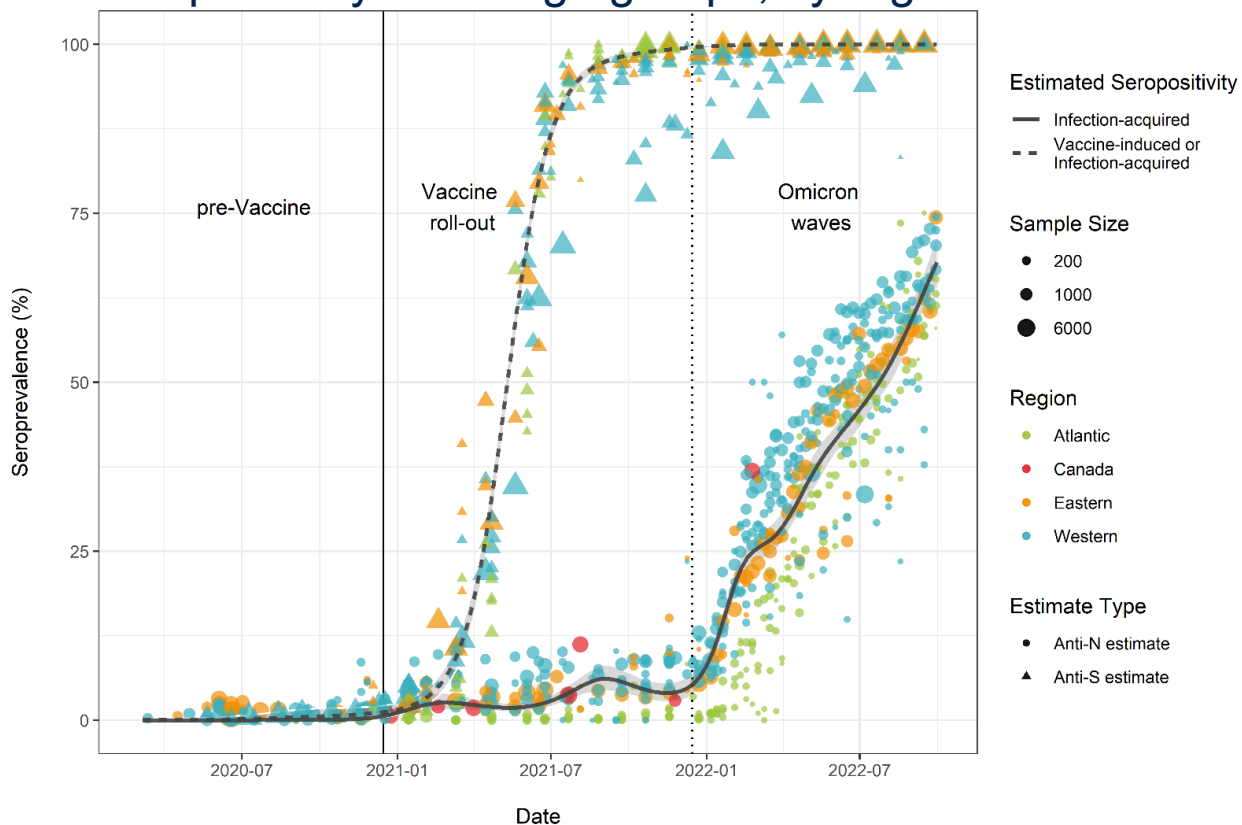 100
75
50
25
0
Seroprevalence (%)
pre-Vaccine
Vaccine
roll-out
Omicron
waves
2020-07
2021-01
2021-07
2022-01
2022-07
Date
Estimated Seropositivity
Infection-acquired
Vaccine-induced or
Infection-acquired
Sample Size
200
1000
6000
Region
Atlantic
Canada
Eastern
Western
Estimate Type
Anti-N estimate
Anti-S estimate